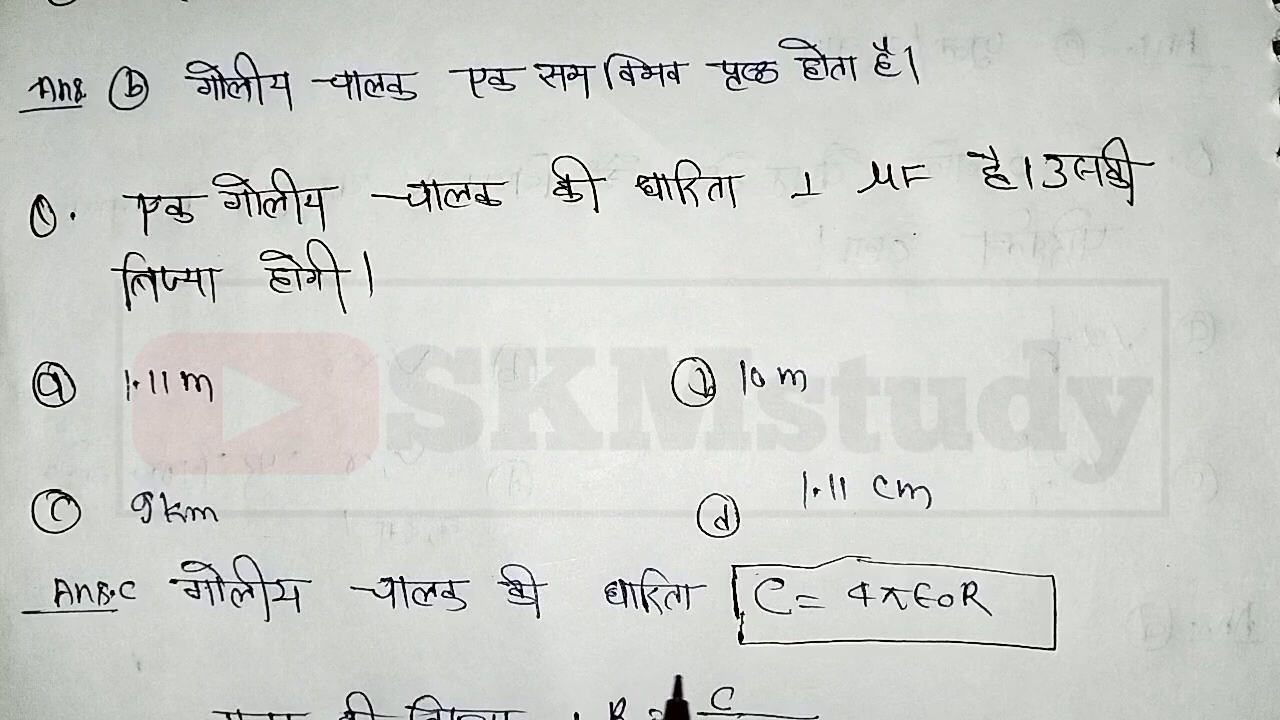 Ans (b) गोलीय चालक एक सम विभव पृष्ठ होता है।
Q. एक गोलीय चालक की धारिता 1 μF है। उसकी
त्रिज्या होगी।
(a) 1.11 m (b) 10 m
(c) 9 km (d) 1.11 cm
SKMstudy
Ans. C गोलीय चालक की धारिता C = 4πϵ0R
की त्रिज्या R = C